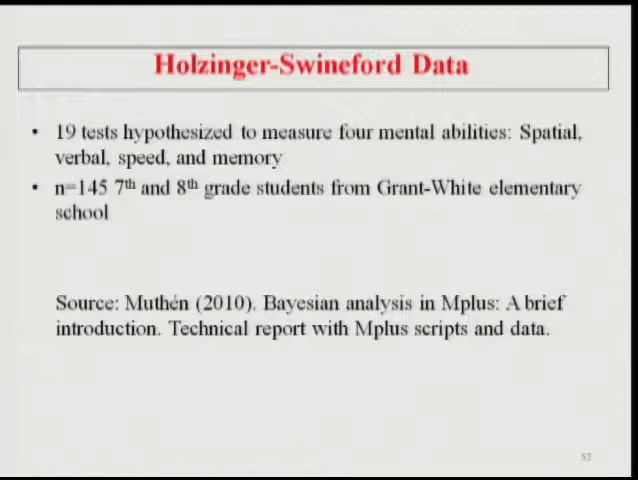 Holzinger-Swineford Data
• 19 tests hypothesized to measure four mental abilities: Spatial,
verbal, speed, and memory
• n=145 7th and 8th grade students from Grant-White elementary
school
Source: Muthén (2010). Bayesian analysis in Mplus: A brief
introduction. Technical report with Mplus scripts and data.
52